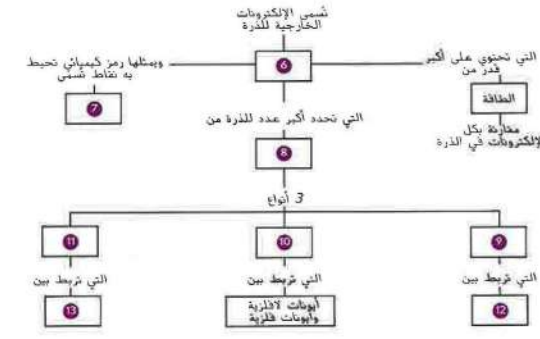 تُسمى الإلكترونات
الخارجية للذرة
6
التي تحتوي على أكبر
قدر من
الطاقة
مقارنة بكل
الإلكترونات في الذرة
ويمثلها رمز كيميائي تحيط
به نقاط تسمى
7
التي تحدد أكبر عدد للذرة من
8
3 أنواع
9
10
11
التي تربط بين
التي تربط بين
التي تربط بين
12
أيونات لافلزية
وأيونات فلزية
13